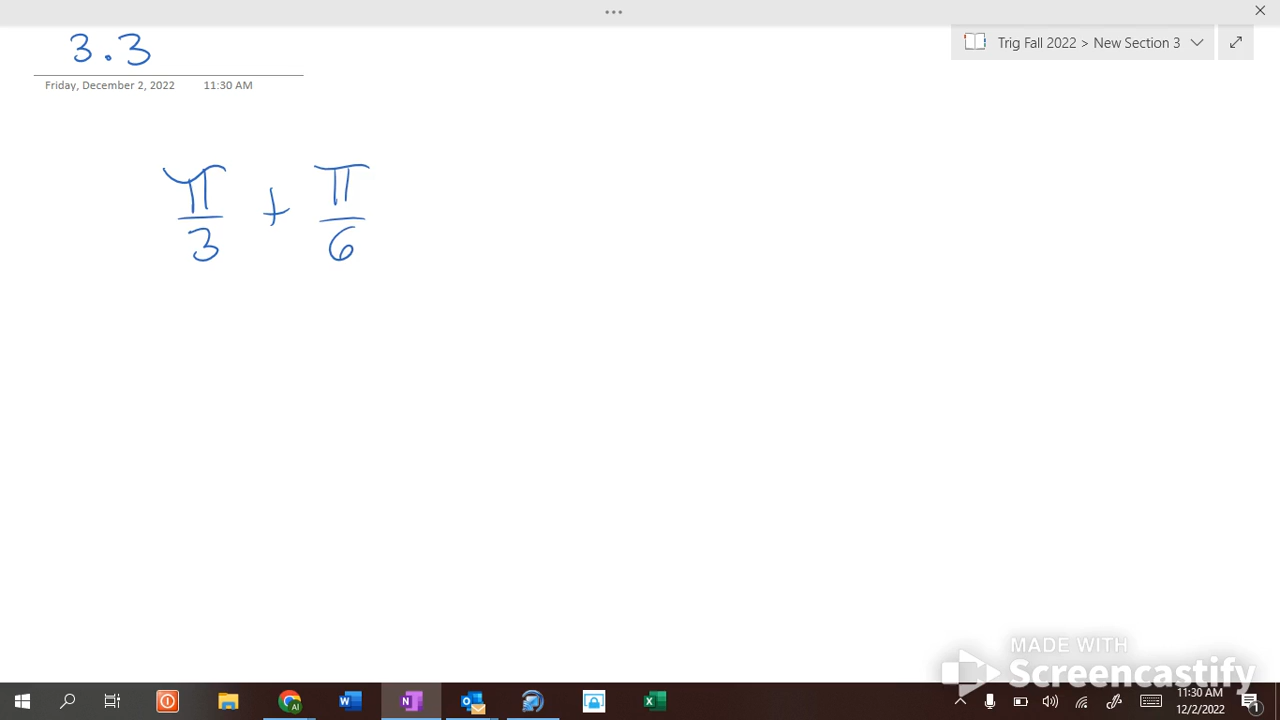 ...
3.3
Trig Fall 2022 > New Section 3
Friday, December 2, 2022 11:30 AM
π/3 + π/6
MADE WITH
Screencastify
11:30 AM
12/2/2022